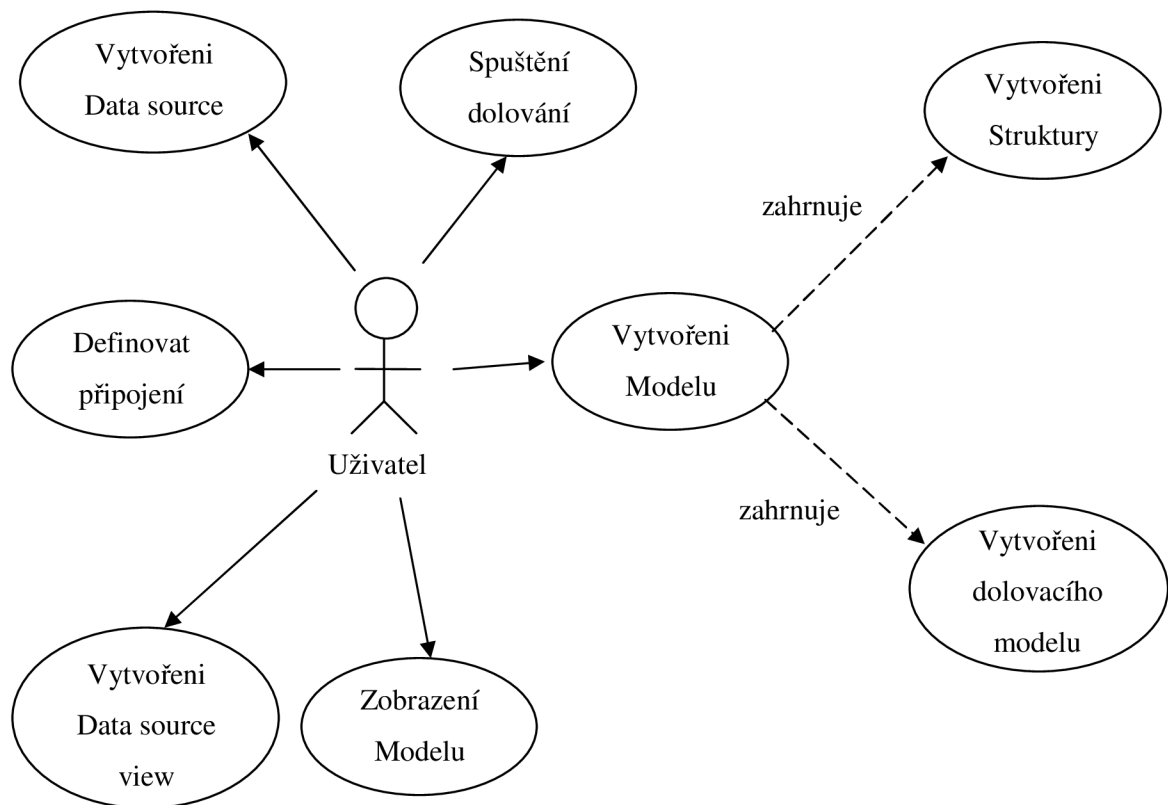 Vytvořeni
Data source
Spuštění
dolování
Vytvořeni
Struktury
zahrnuje
Definovat
připojení
Vytvořeni
Modelu
Uživatel
zahrnuje
Vytvořeni
dolovacího
modelu
Vytvořeni
Data source
view
Zobrazení
Modelu